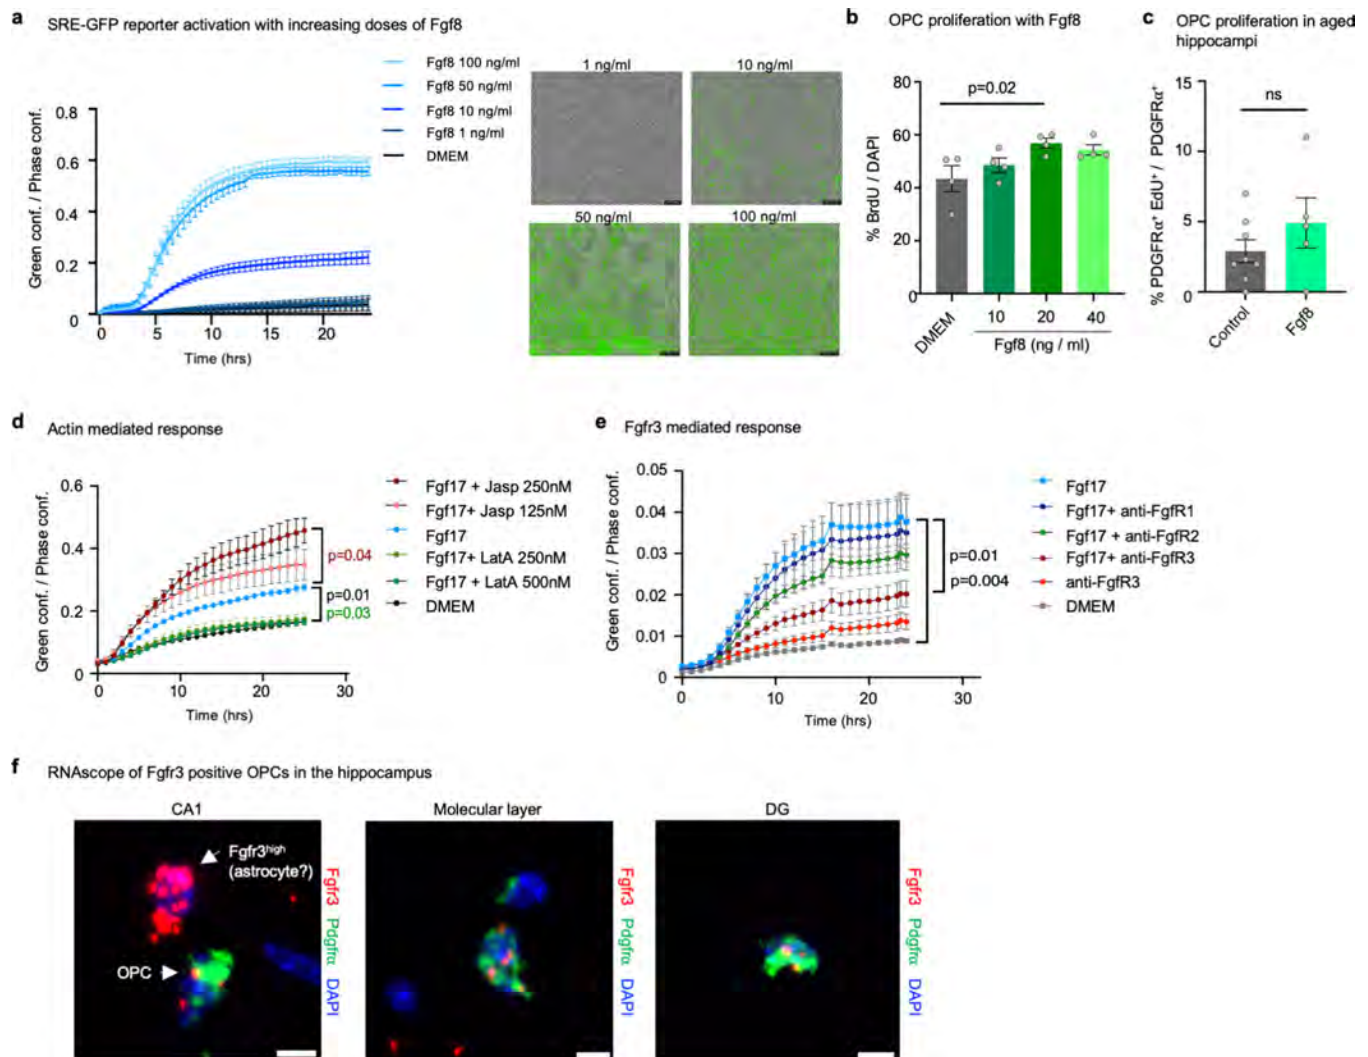 a SRE-GFP reporter activation with increasing doses of Fgf8
Green conf. / Phase conf.
0.8
0.6
0.4
0.2
0
0 5 10 15 20
Time (hrs)
Fgf8 100 ng/ml
Fgf8 50 ng/ml
Fgf8 10 ng/ml
Fgf8 1 ng/ml
DMEM
1 ng/ml
10 ng/ml
50 ng/ml
100 ng/ml
b OPC proliferation with Fgf8
% BrdU / DAPI
80
60
40
20
0
p=0.02
DMEM 10 20 40
Fgf8 (ng / ml)
c OPC proliferation in aged
hippocampi
% PDGFRα⁺ EdU⁺ / PDGFRα⁺
15
10
5
0
ns
Control Fgf8
d Actin mediated response
Green conf. / Phase conf.
0.6
0.4
0.2
0
0 10 20 30
Time (hrs)
p=0.04
p=0.01
p=0.03
Fgf17 + Jasp 250nM
Fgf17+ Jasp 125nM
Fgf17
Fgf17+ LatA 250nM
Fgf17 + LatA 500nM
DMEM
e Fgfr3 mediated response
Green conf. / Phase conf.
0.05
0.04
0.03
0.02
0.01
0
0 10 20 30
Time (hrs)
p=0.01
p=0.004
Fgf17
Fgf17+ anti-FgfR1
Fgf17 + anti-FgfR2
Fgf17+ anti-FgfR3
anti-FgfR3
DMEM
f RNAscope of Fgfr3 positive OPCs in the hippocampus
CA1
Fgfr3high
(astrocyte?)
OPC
Fgfr3 Pdgfrα DAPI
Molecular layer
Fgfr3 Pdgfrα DAPI
DG
Fgfr3 Pdgfrα DAPI